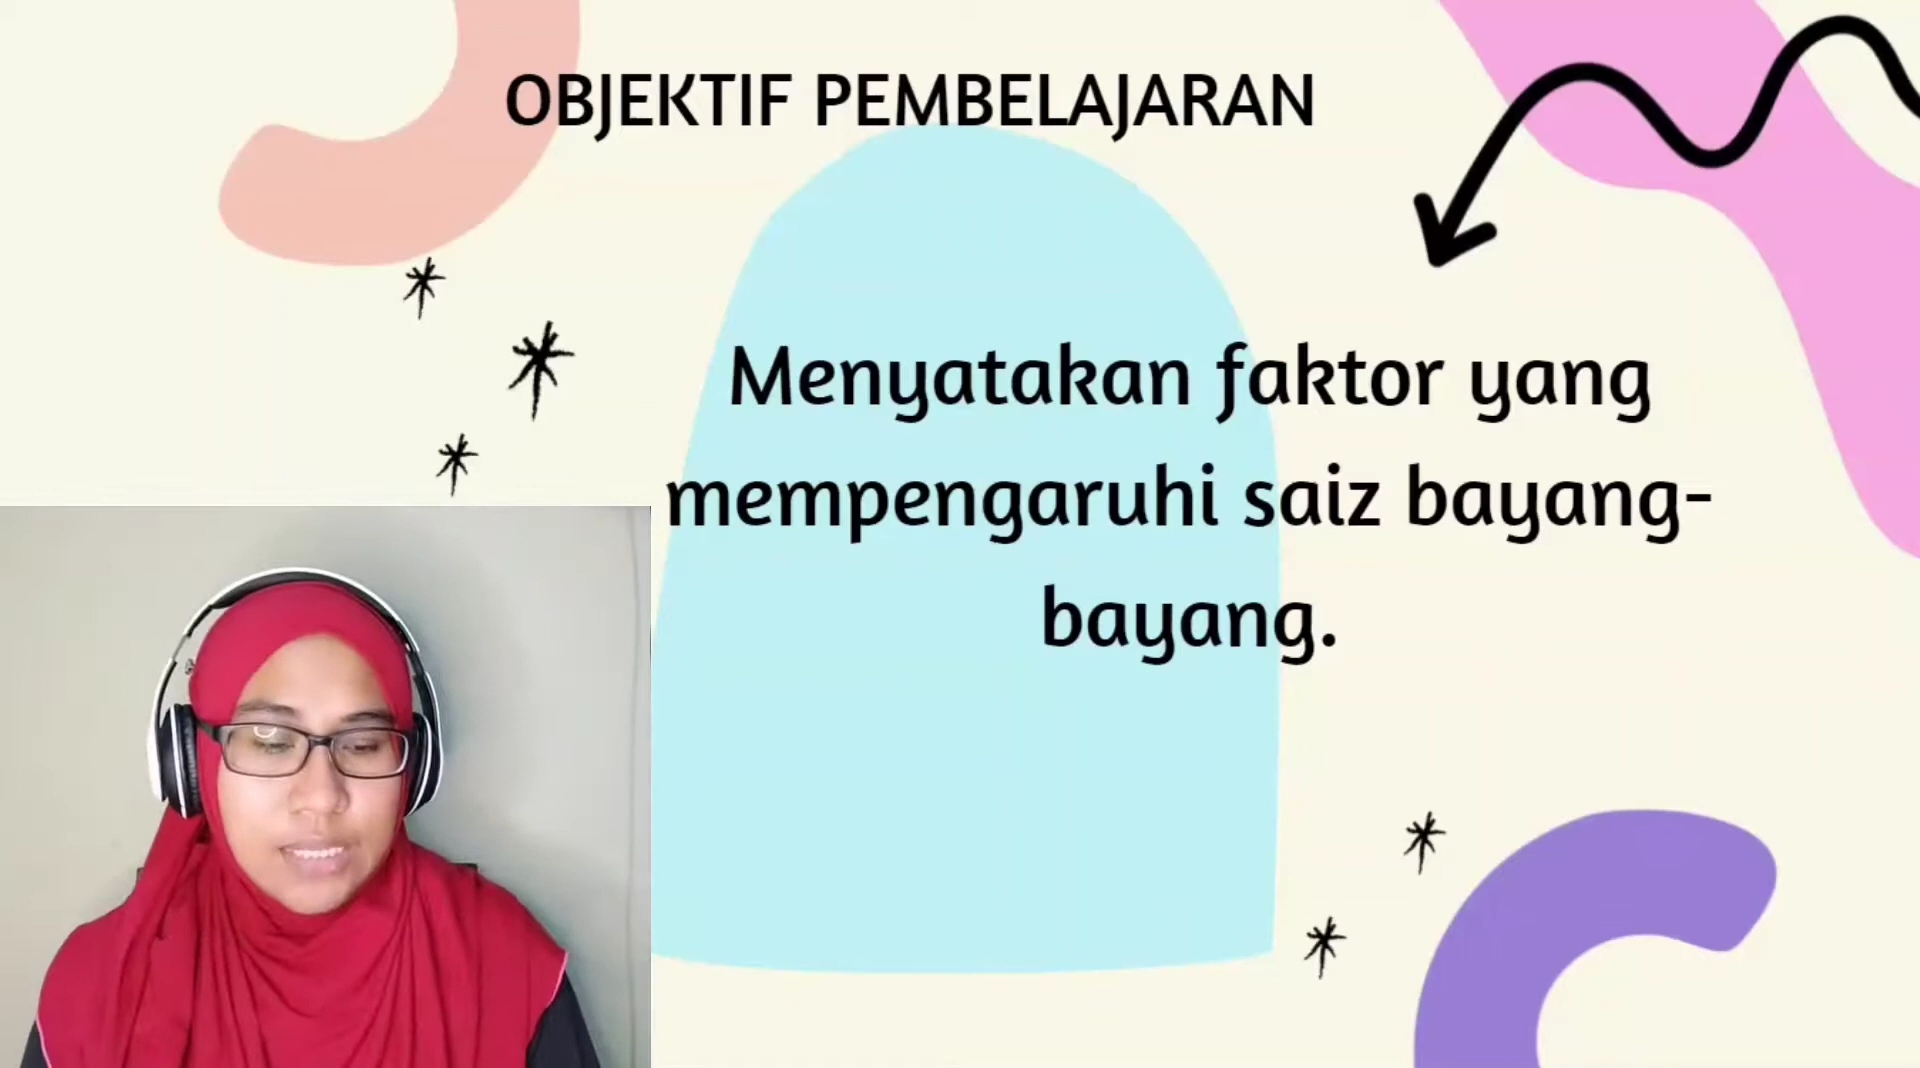 OBJEKTIF PEMBELAJARAN
Menyatakan faktor yang
mempengaruhi saiz bayang-
bayang.